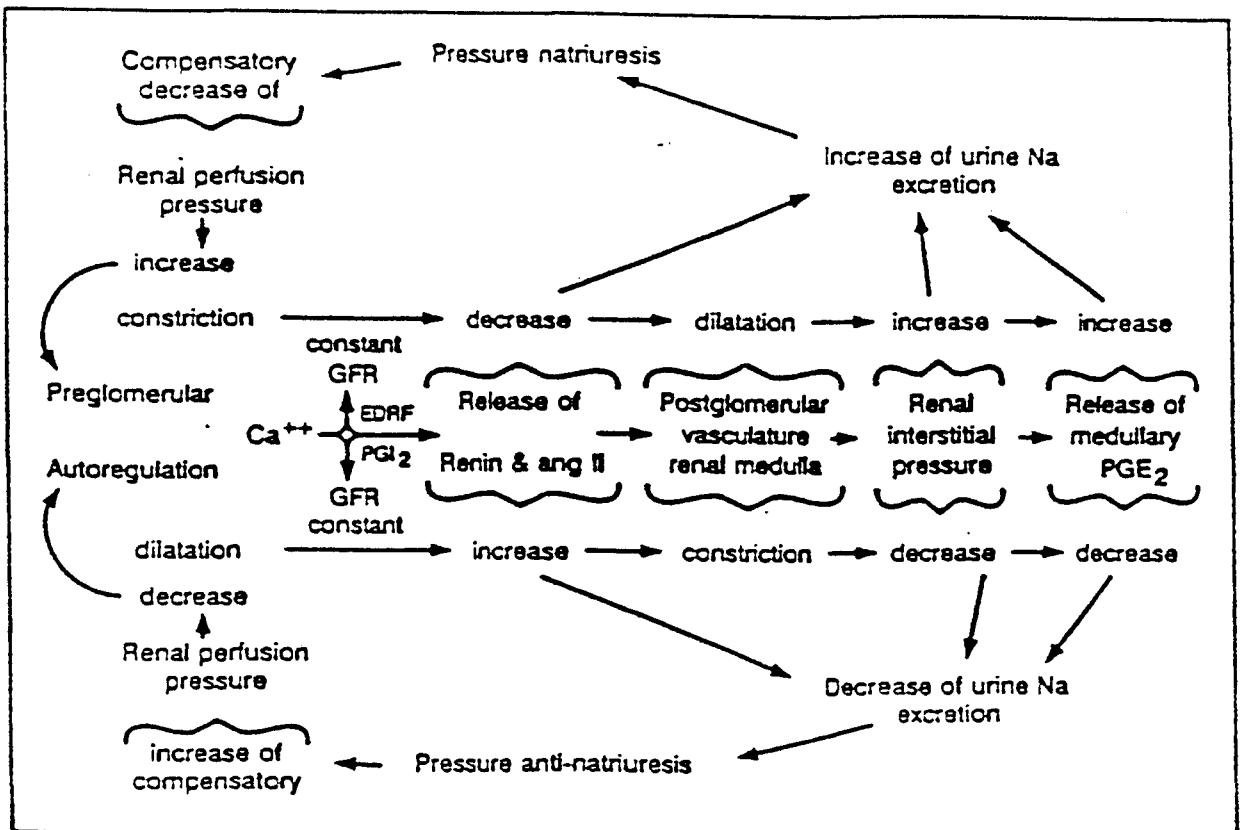 Compensatory
decrease of
Pressure natriuresis
Renal perfusion
pressure
Increase of urine Na
excretion
increase
constriction
decrease
dilatation
increase
increase
constant
GFR
Preglomerular
Autoregulation
Ca++
EDRF
PGI2
GFR
constant
Release of
Renin & ang II
Postglomerular
vasculature
renal medulla
Renal
interstitial
pressure
Release of
medullary
PGE2
dilatation
increase
constriction
decrease
decrease
decrease
Renal perfusion
pressure
Decrease of urine Na
excretion
increase of
compensatory
Pressure anti-natriuresis